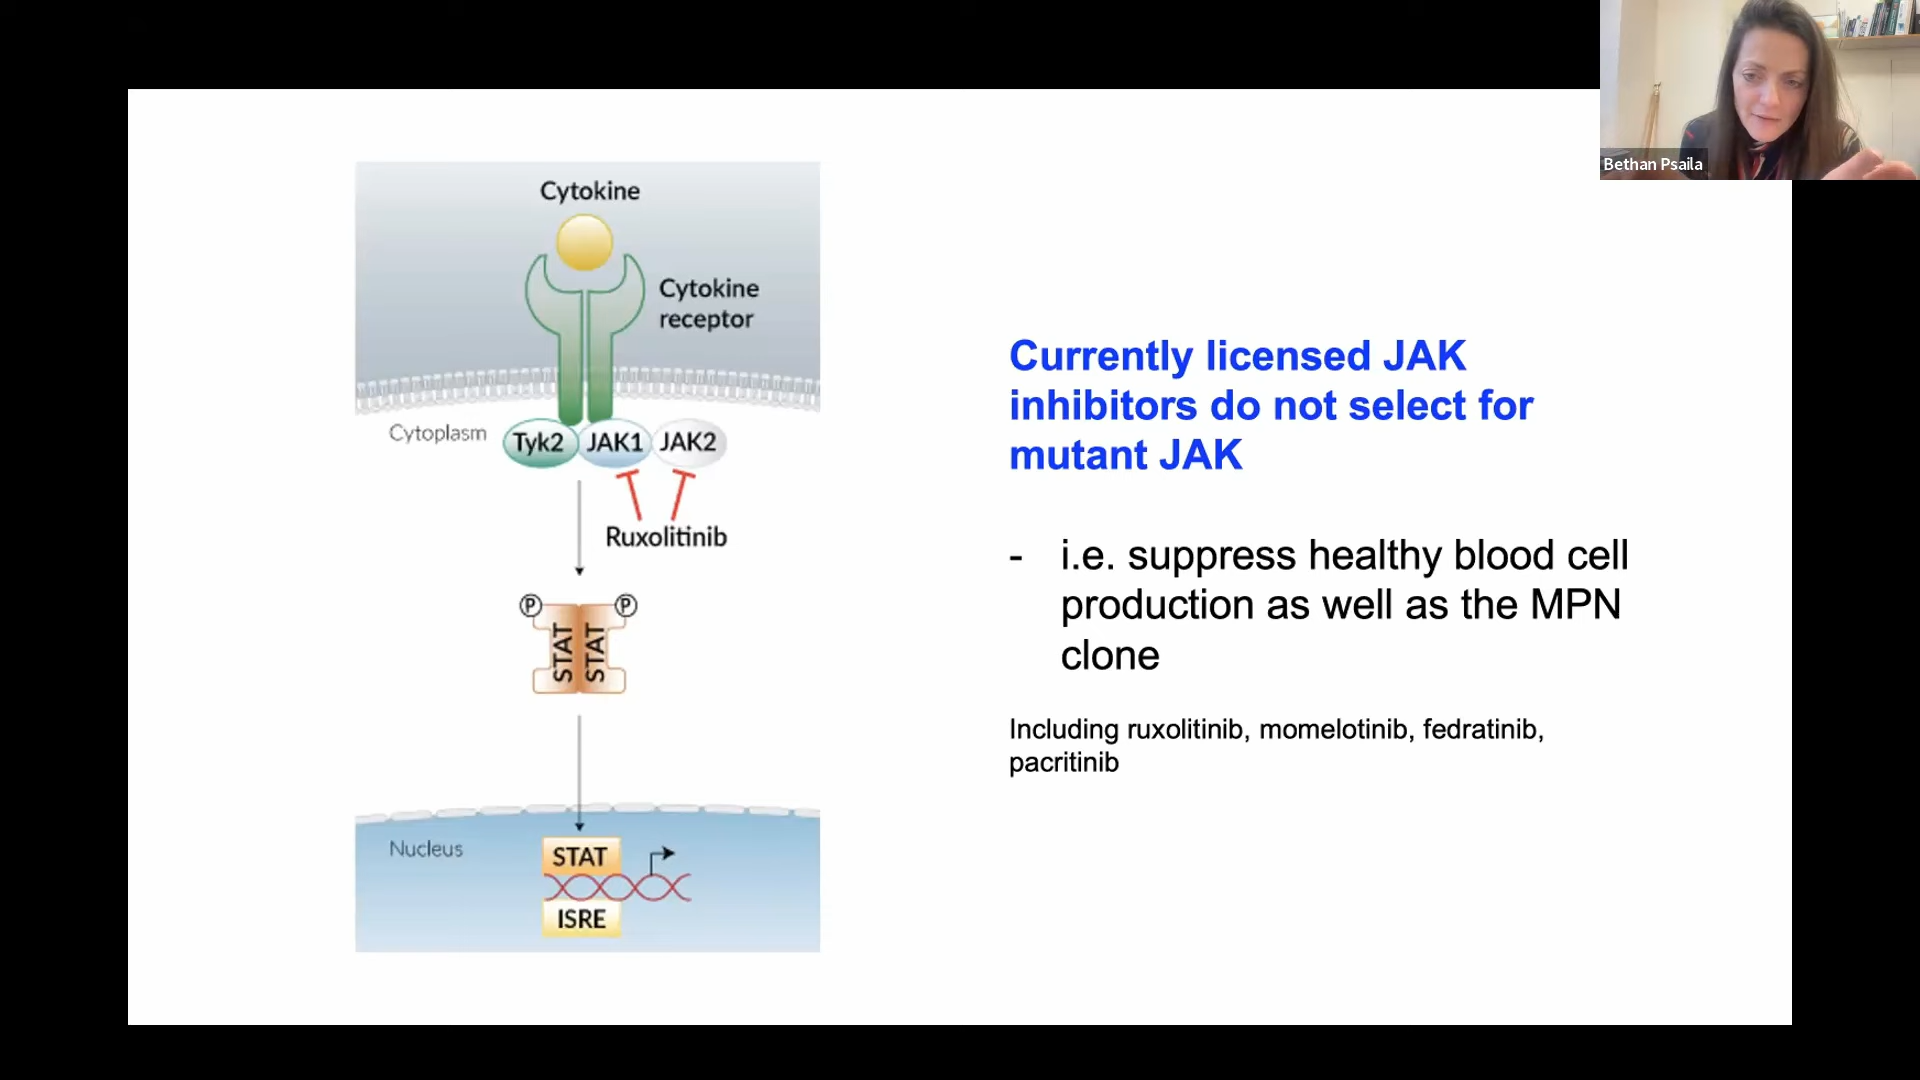 Bethan Psaila
Cytokine
Cytokine
receptor
Cytoplasm
Tyk2 JAK1 JAK2
Ruxolitinib
P P
STAT STAT
Nucleus
STAT
ISRE
Currently licensed JAK
inhibitors do not select for
mutant JAK
- i.e. suppress healthy blood cell
production as well as the MPN
clone
Including ruxolitinib, momelotinib, fedratinib,
pacritinib